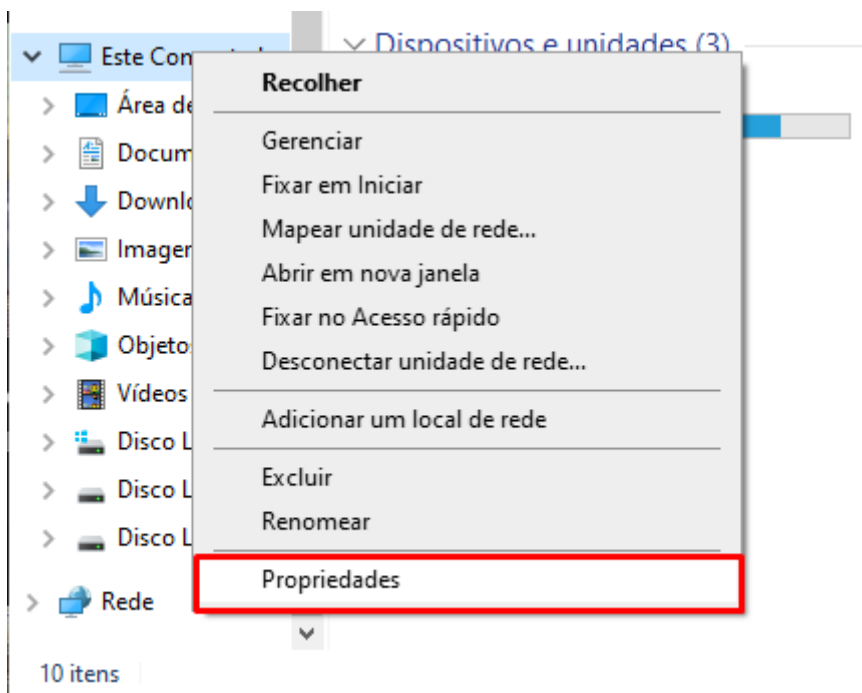 Este Com
Área de
Docum
Downlo
Imager
Música
Objeto
Vídeos
Disco L
Disco L
Disco L
Rede
10 itens
Dispositivos e unidades (3)
Recolher
Gerenciar
Fixar em Iniciar
Mapear unidade de rede...
Abrir em nova janela
Fixar no Acesso rápido
Desconectar unidade de rede...
Adicionar um local de rede
Excluir
Renomear
Propriedades